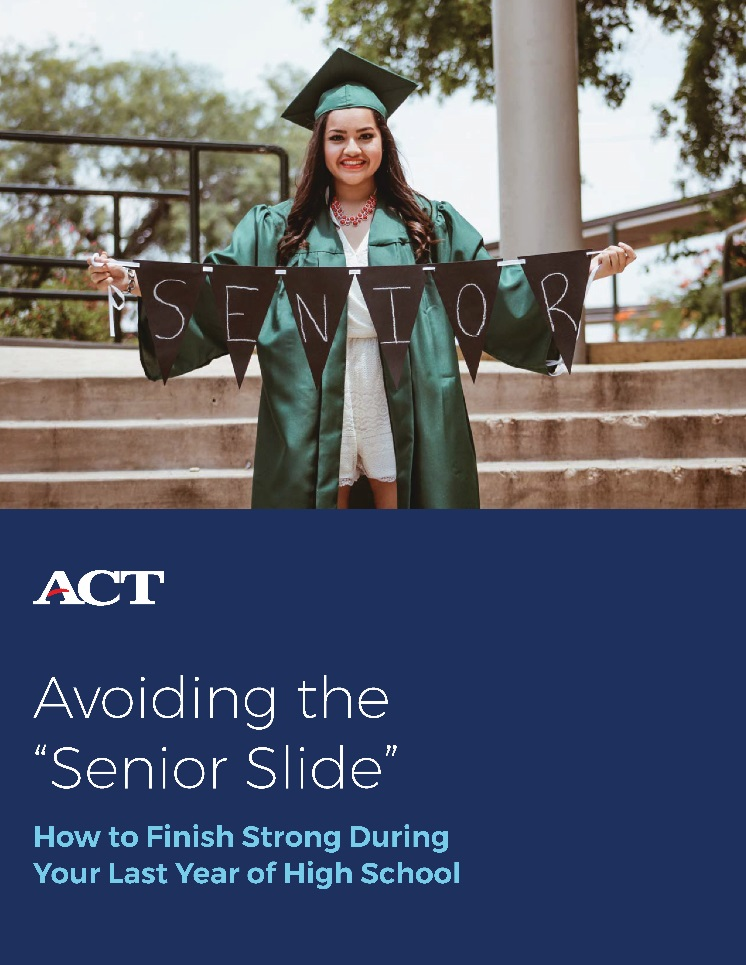 SENIOR
ACT
Avoiding the
“Senior Slide”
How to Finish Strong During
Your Last Year of High School